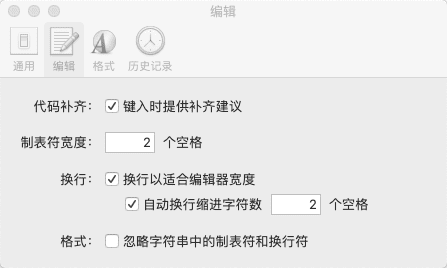 编辑
通用 编辑 格式 历史记录
代码补齐： 键入时提供补齐建议
制表符宽度： 2 个空格
换行： 换行以适合编辑器宽度
自动换行缩进字符数 2 个空格
格式： 忽略字符串中的制表符和换行符